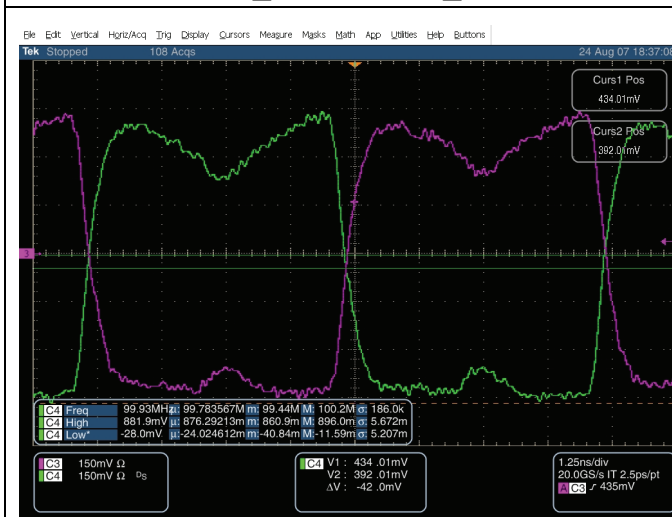 File Edit Vertical Horiz/Acq Trig Display Cursors Measure Masks Math App Utilities Help Buttons
Tek Stopped 108 Acqs 24 Aug 07 18:37:08
Curs1 Pos
434.01mV
Curs2 Pos
392.01mV
3
C4 Freq 99.93MHz µ: 99.783567M m: 99.44M M: 100.2M σ: 186.0k
C4 High 881.9mV µ: 876.29213m m: 860.9m M: 896.0m σ: 5.672m
C4 Low* -28.0mV µ: -24.024612m m: -40.84m M: -11.59m σ: 5.207m
C3 150mV Ω
C4 150mV Ω Ds
C4 V1 : 434 .01mV
V2 : 392 .01mV
ΔV : -42 .0mV
1.25ns/div
20.0GS/s IT 2.5ps/pt
A C3 ∫ 435mV